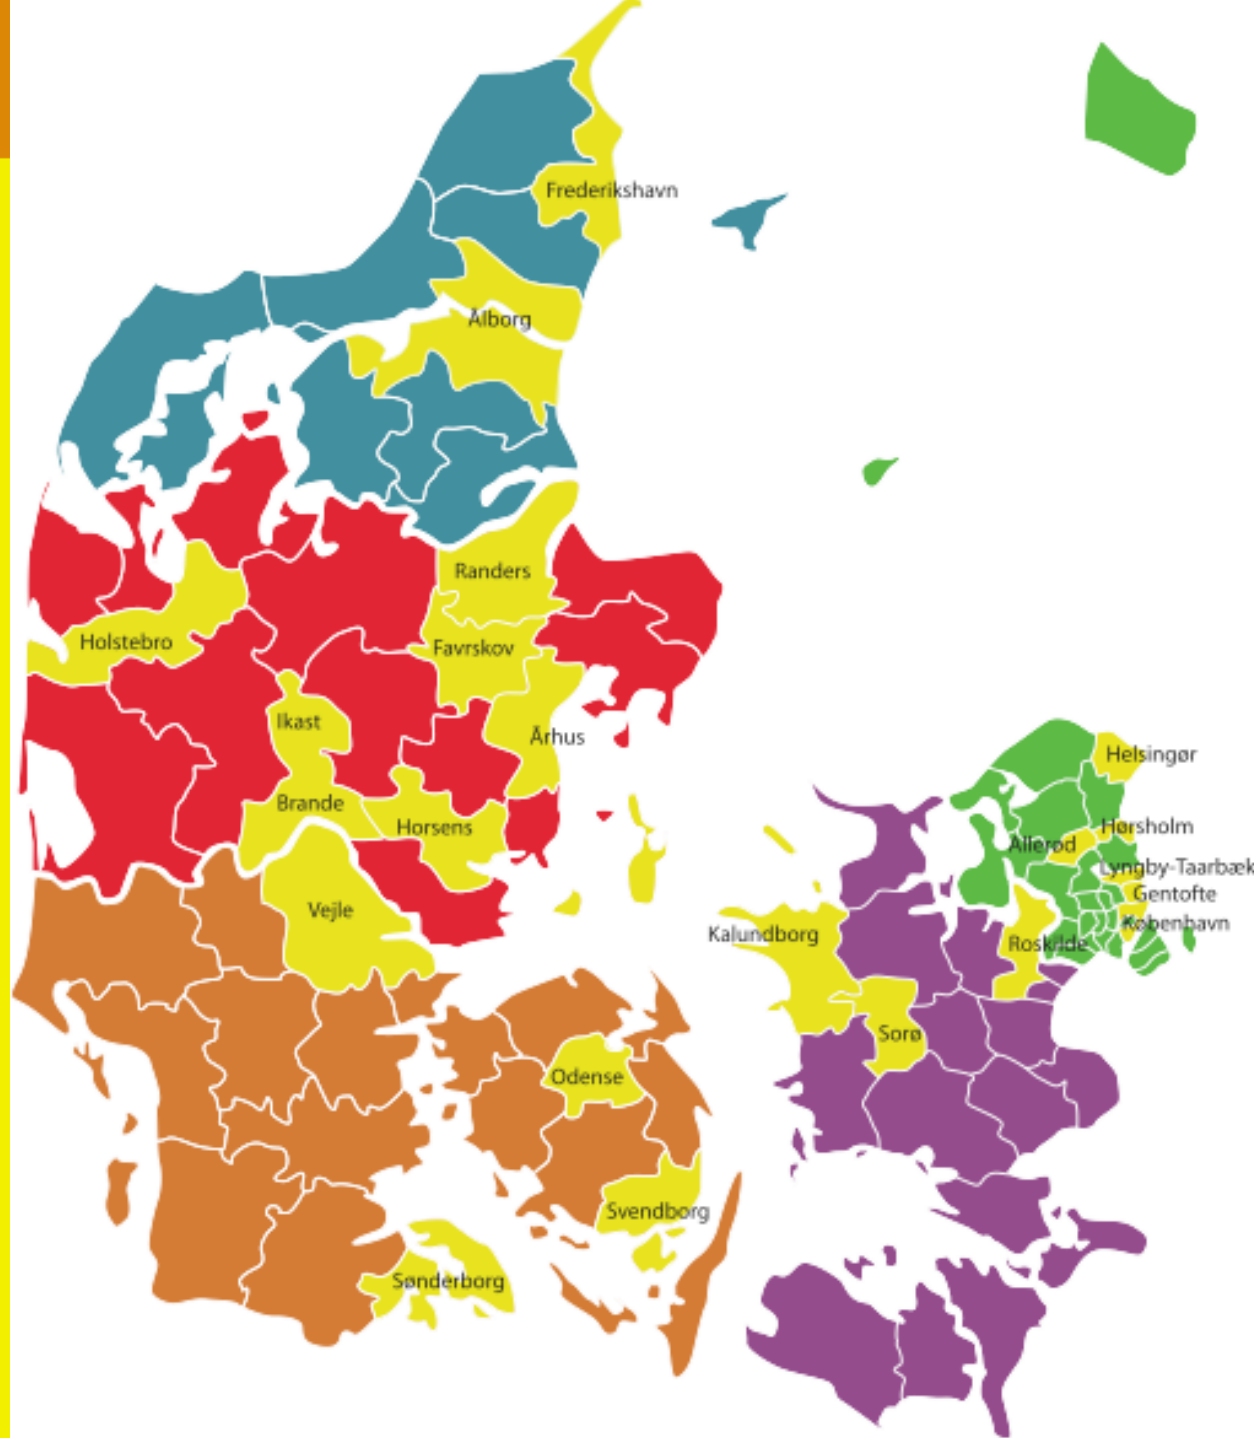 Frederikshavn
Ålborg
Randers
Holstebro
Favrskov
Ikast
Århus
Helsingør
Brande
Horsens
Hørsholm
Allerød
Lyngby-Taarbæk
Gentofte
Vejle
København
Kalundborg
Roskilde
Sorø
Odense
Svendborg
Sønderborg